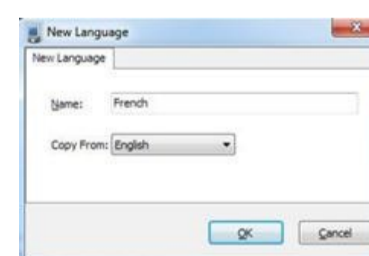 New Language
New Language
Name: French
Copy From: English
OK Cancel